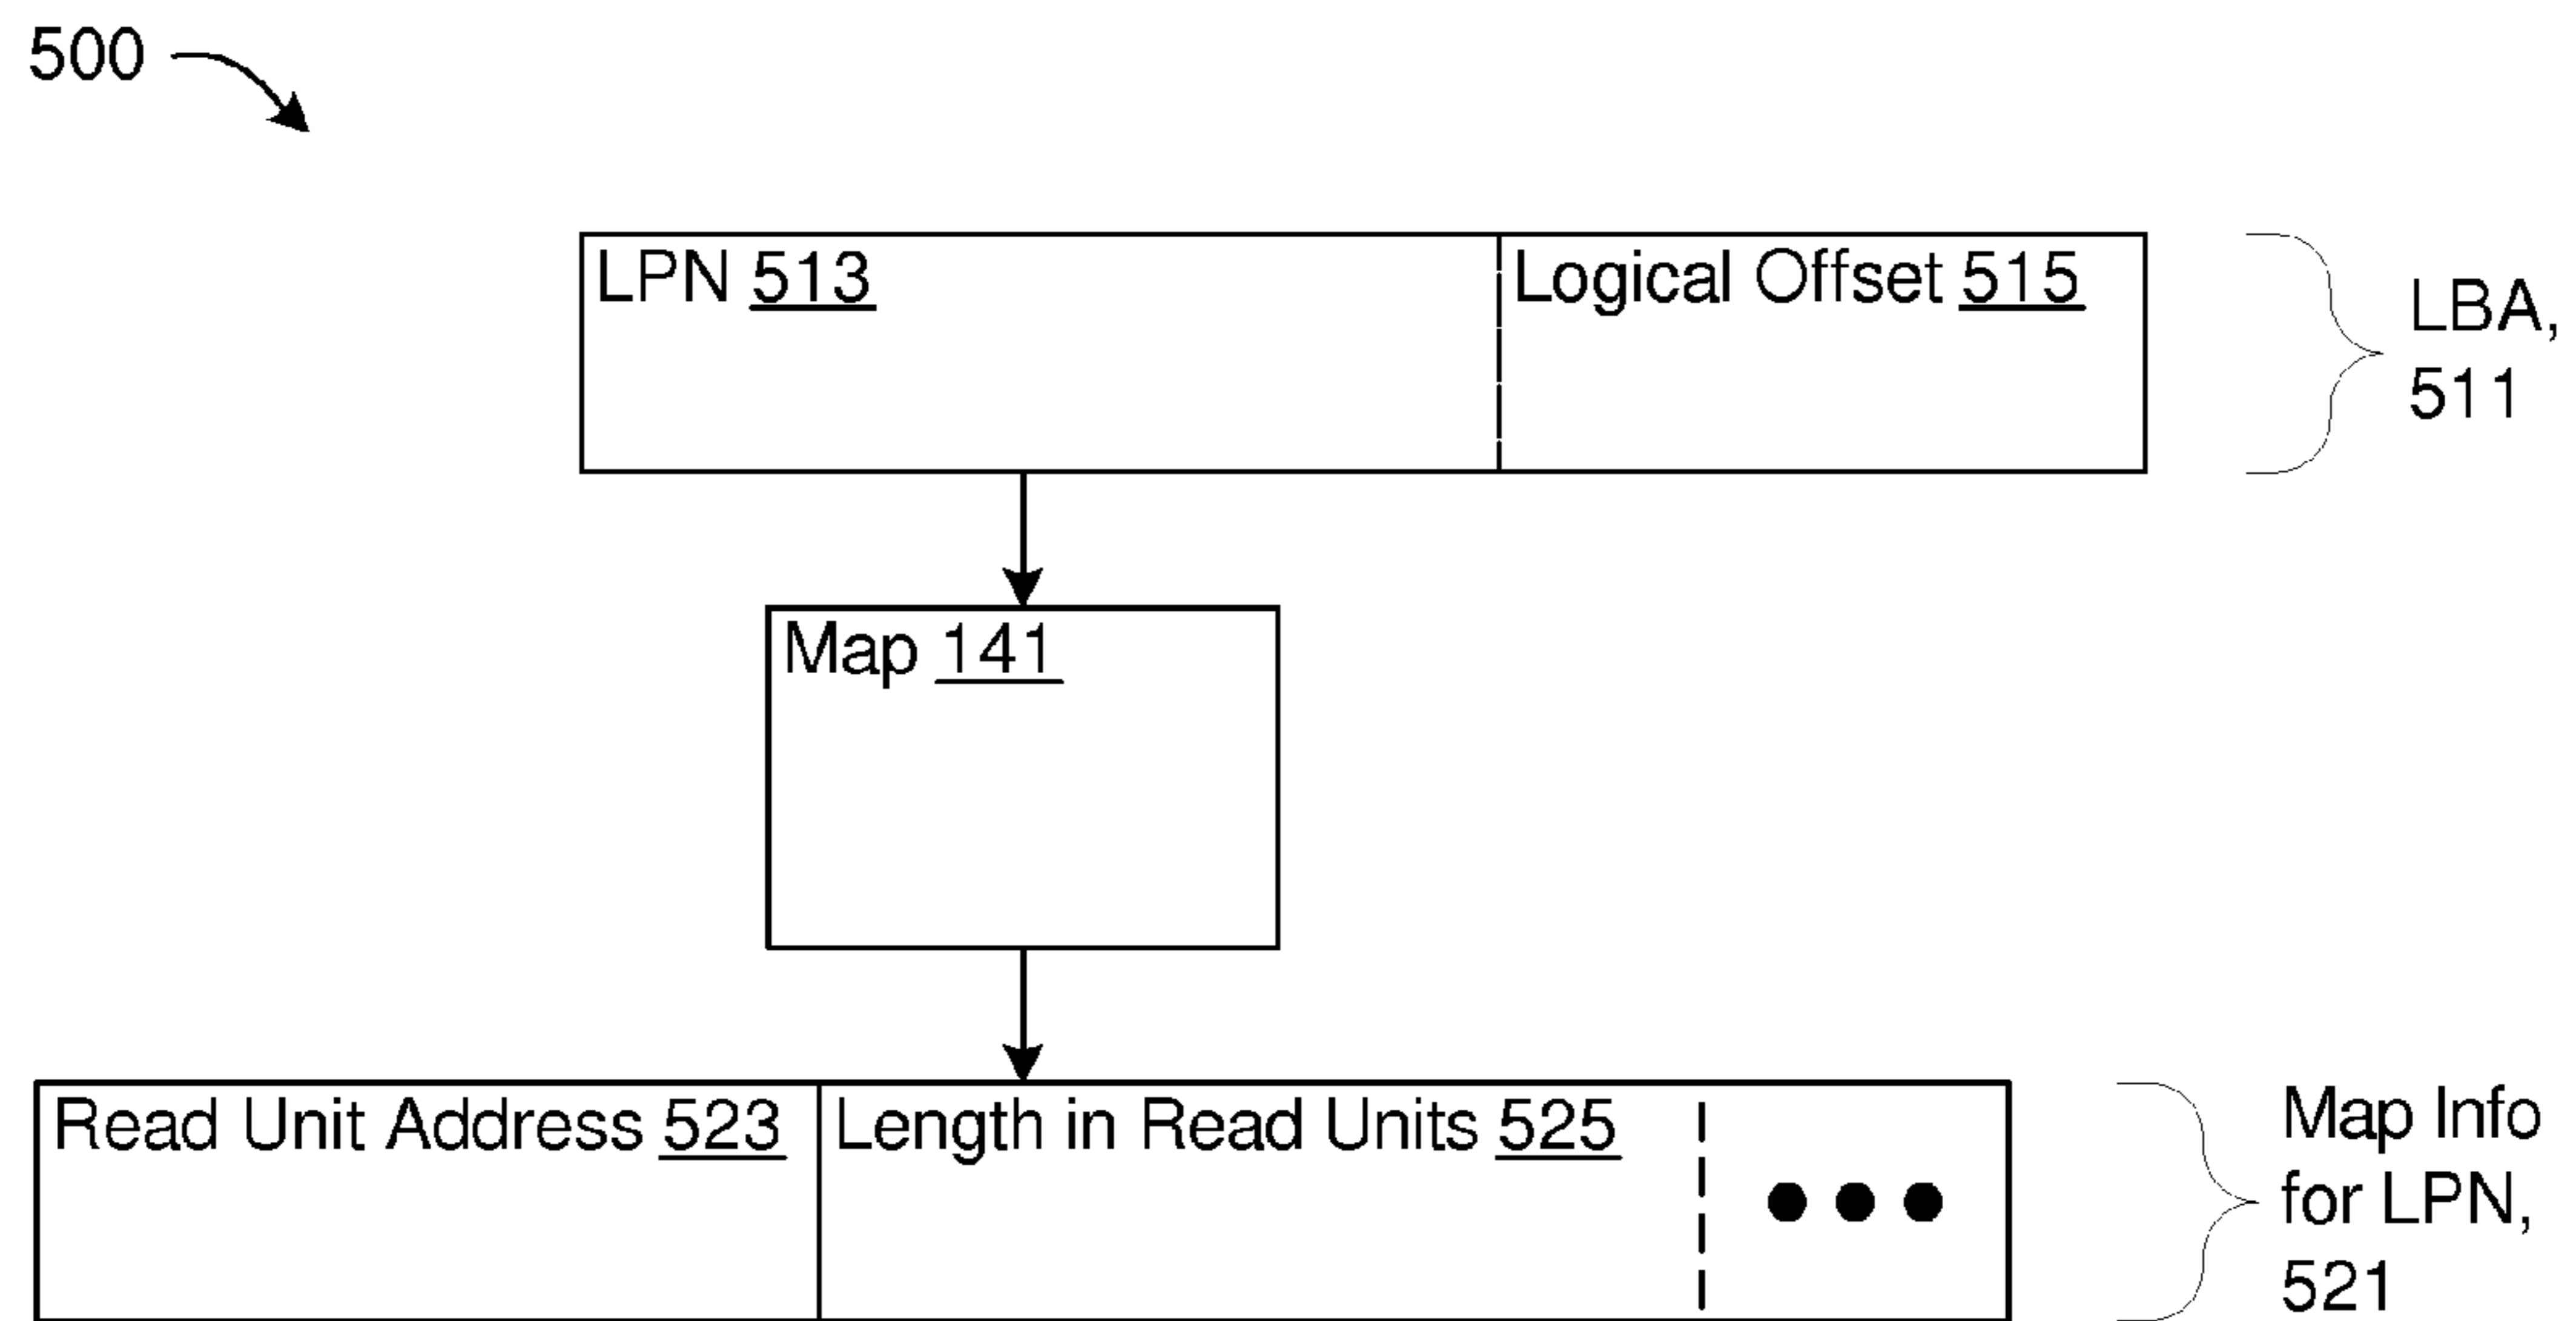 500
LPN 513
Logical Offset 515
LBA,
511
Map 141
Read Unit Address 523
Length in Read Units 525
Map Info
for LPN,
521